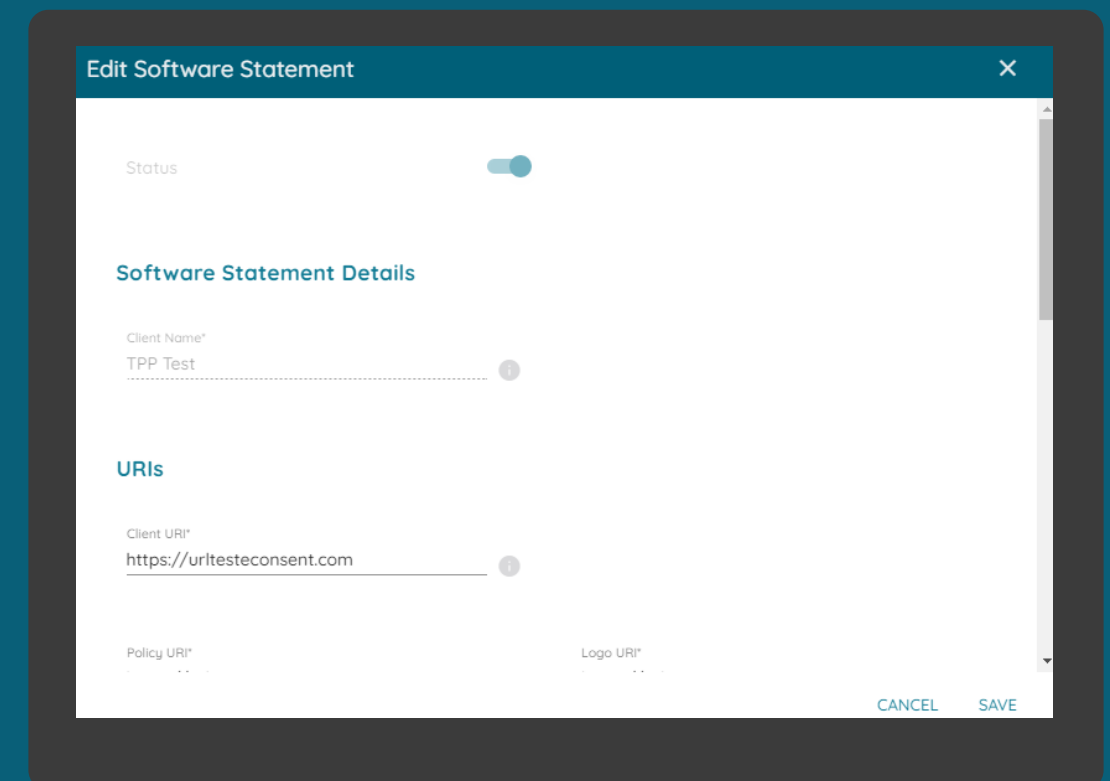 Edit Software Statement
Status
Software Statement Details
Client Name*
TPP Test
URIs
Client URI*
https://urltesteconsent.com
Policy URI* Logo URI*
CANCEL SAVE